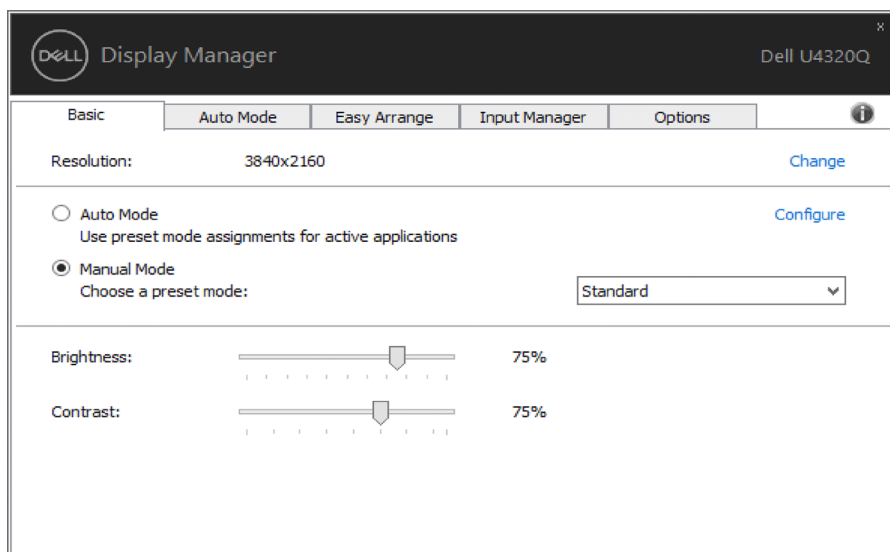 x
DELL Display Manager Dell U4320Q
Basic Auto Mode Easy Arrange Input Manager Options i
Resolution: 3840x2160 Change
Auto Mode Configure
Use preset mode assignments for active applications
Manual Mode
Choose a preset mode: Standard
Brightness: 75%
Contrast: 75%